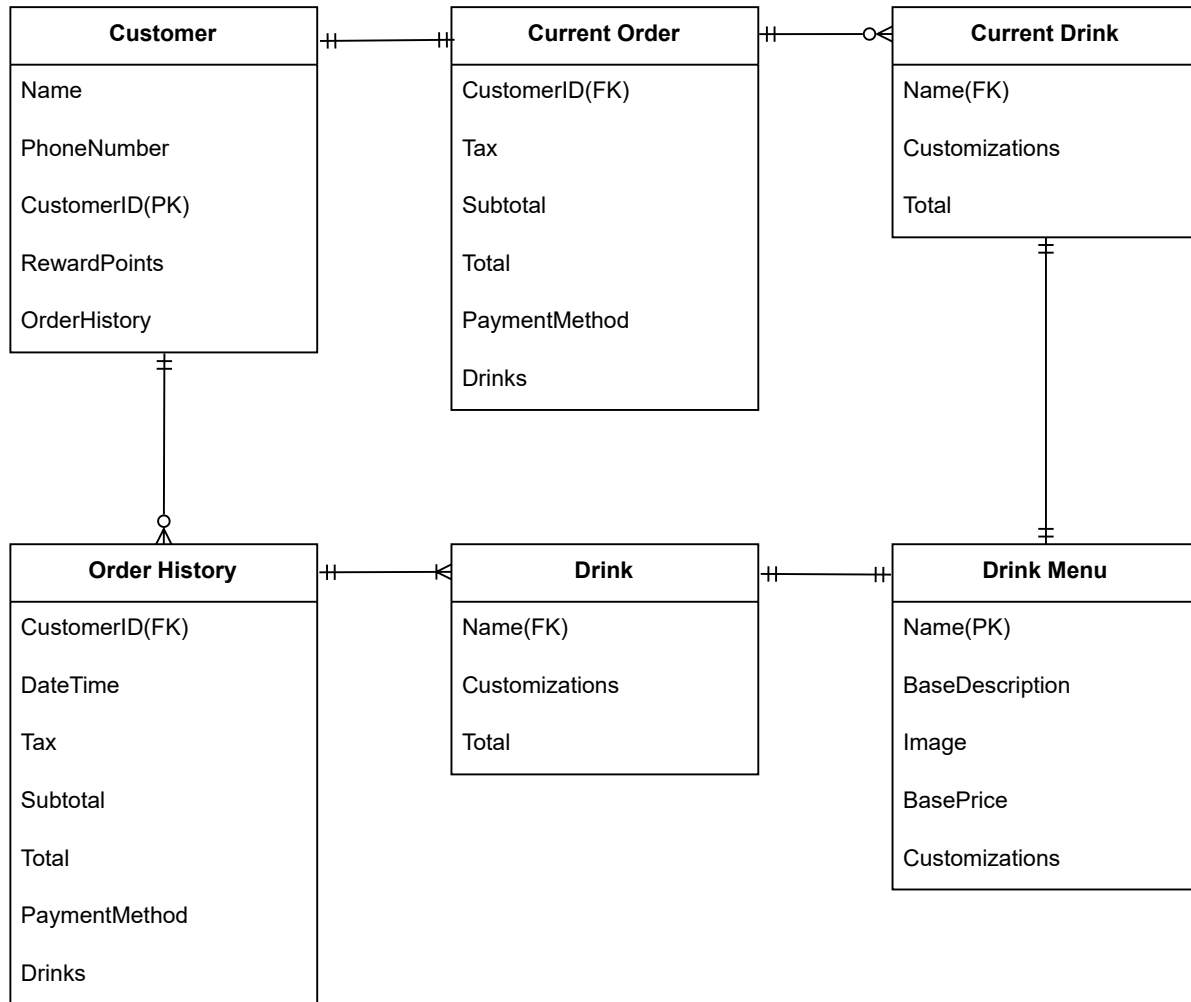 Customer
Name
PhoneNumber
CustomerID(PK)
RewardPoints
OrderHistory
Current Order
CustomerID(FK)
Tax
Subtotal
Total
PaymentMethod
Drinks
Current Drink
Name(FK)
Customizations
Total
Order History
CustomerID(FK)
DateTime
Tax
Subtotal
Total
PaymentMethod
Drinks
Drink
Name(FK)
Customizations
Total
Drink Menu
Name(PK)
BaseDescription
Image
BasePrice
Customizations